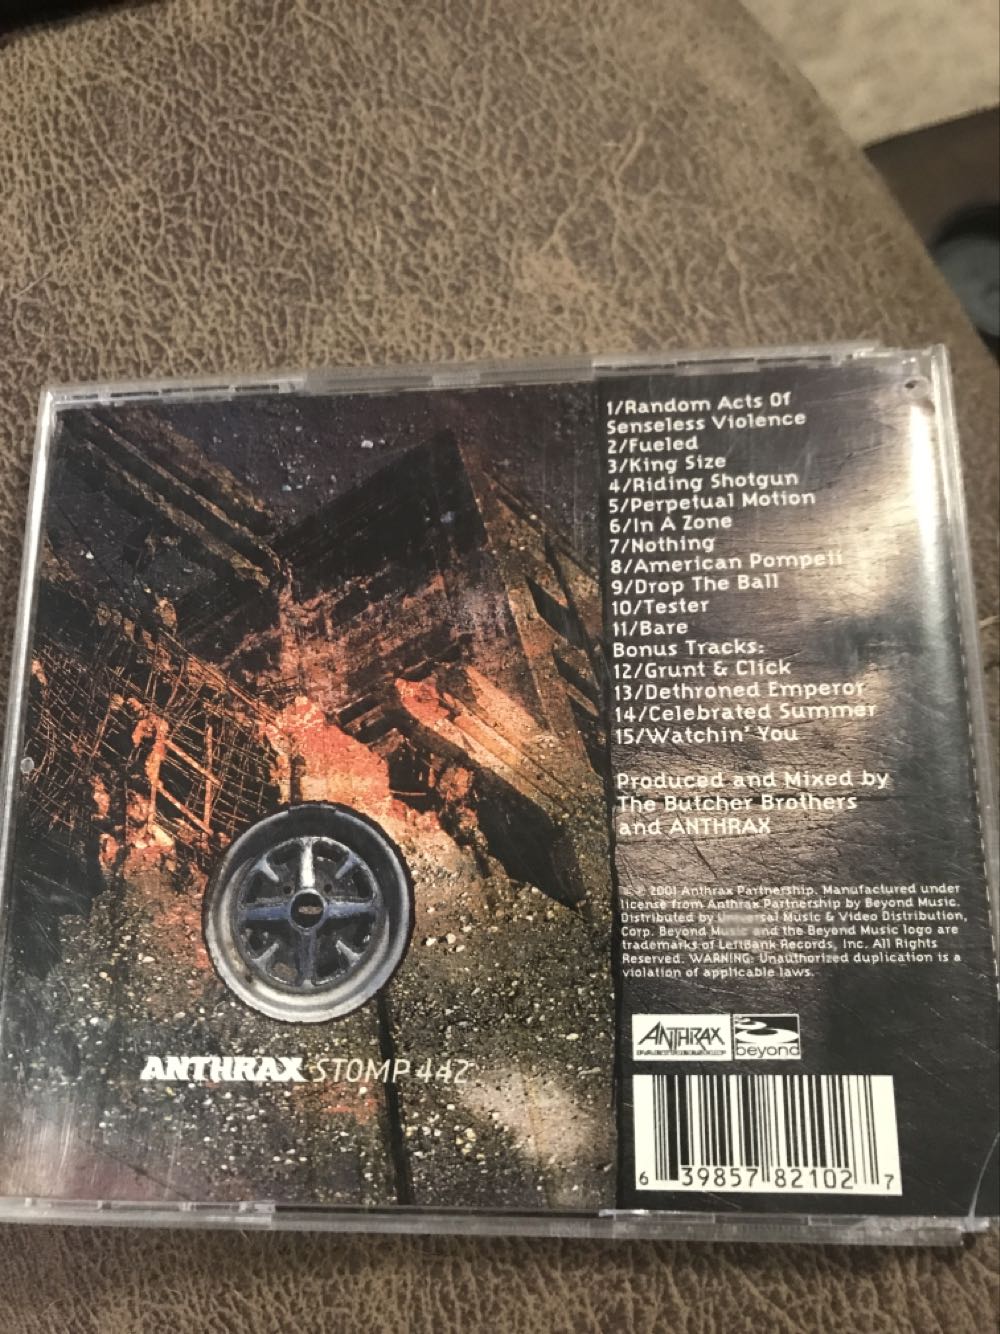 1/Random Acts Of
Senseless Violence
2/Fueled
3/King Size
4/Riding Shotgun
5/Perpetual Motion
6/In A Zone
7/Nothing
8/American Pompeii
9/Drop The Ball
10/Tester
11/Bare
Bonus Tracks:
12/Grunt & Click
13/Dethroned Emperor
14/Celebrated Summer
15/Watchin' You
Produced and Mixed by
The Butcher Brothers
and ANTHRAX
© ℗ 2001 Anthrax Partnership. Manufactured under
license from Anthrax Partnership by Beyond Music.
Distributed by Universal Music & Video Distribution,
Corp. Beyond Music and the Beyond Music logo are
trademarks of LeftBank Records, Inc. All Rights
Reserved. WARNING: Unauthorized duplication is a
violation of applicable laws.
ANTHRAX
beyond
ANTHRAX STOMP 442
6 39857 82102 7